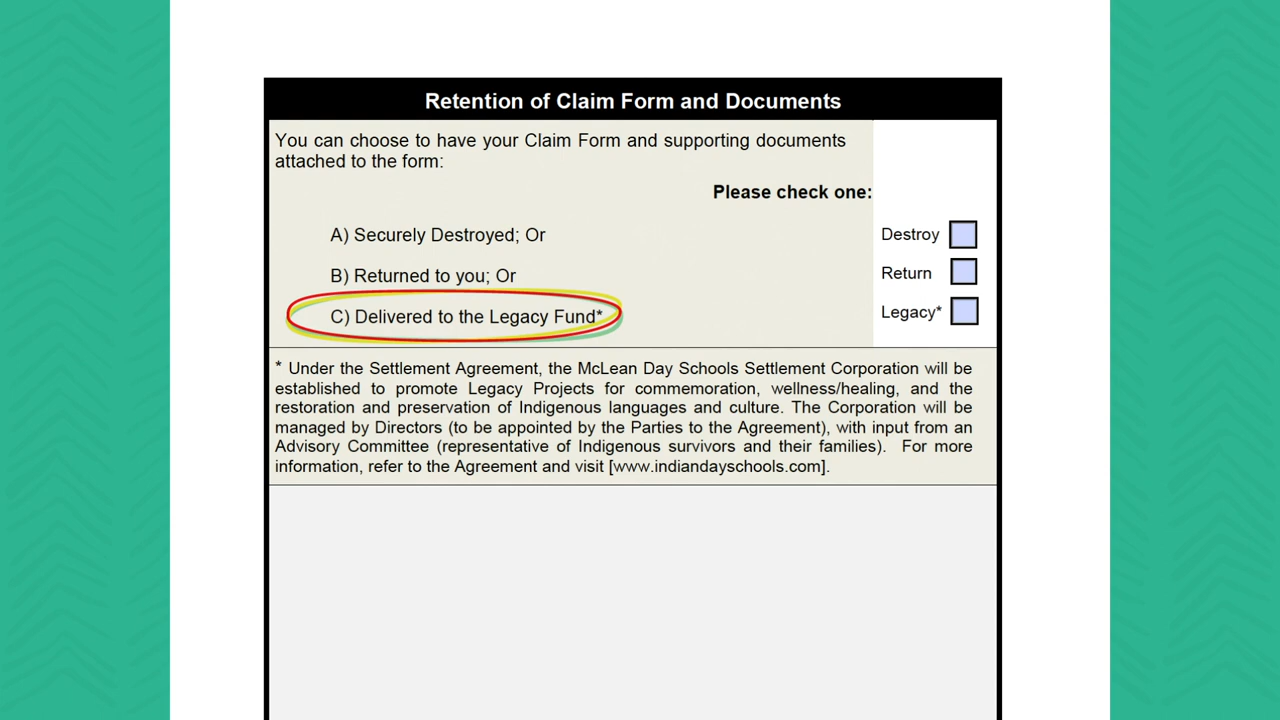 Retention of Claim Form and Documents
You can choose to have your Claim Form and supporting documents
attached to the form:
Please check one:
A) Securely Destroyed; Or
Destroy
B) Returned to you; Or
Return
C) Delivered to the Legacy Fund*
Legacy*
* Under the Settlement Agreement, the McLean Day Schools Settlement Corporation will be
established to promote Legacy Projects for commemoration, wellness/healing, and the
restoration and preservation of Indigenous languages and culture. The Corporation will be
managed by Directors (to be appointed by the Parties to the Agreement), with input from an
Advisory Committee (representative of Indigenous survivors and their families). For more
information, refer to the Agreement and visit [www.indiandayschools.com].